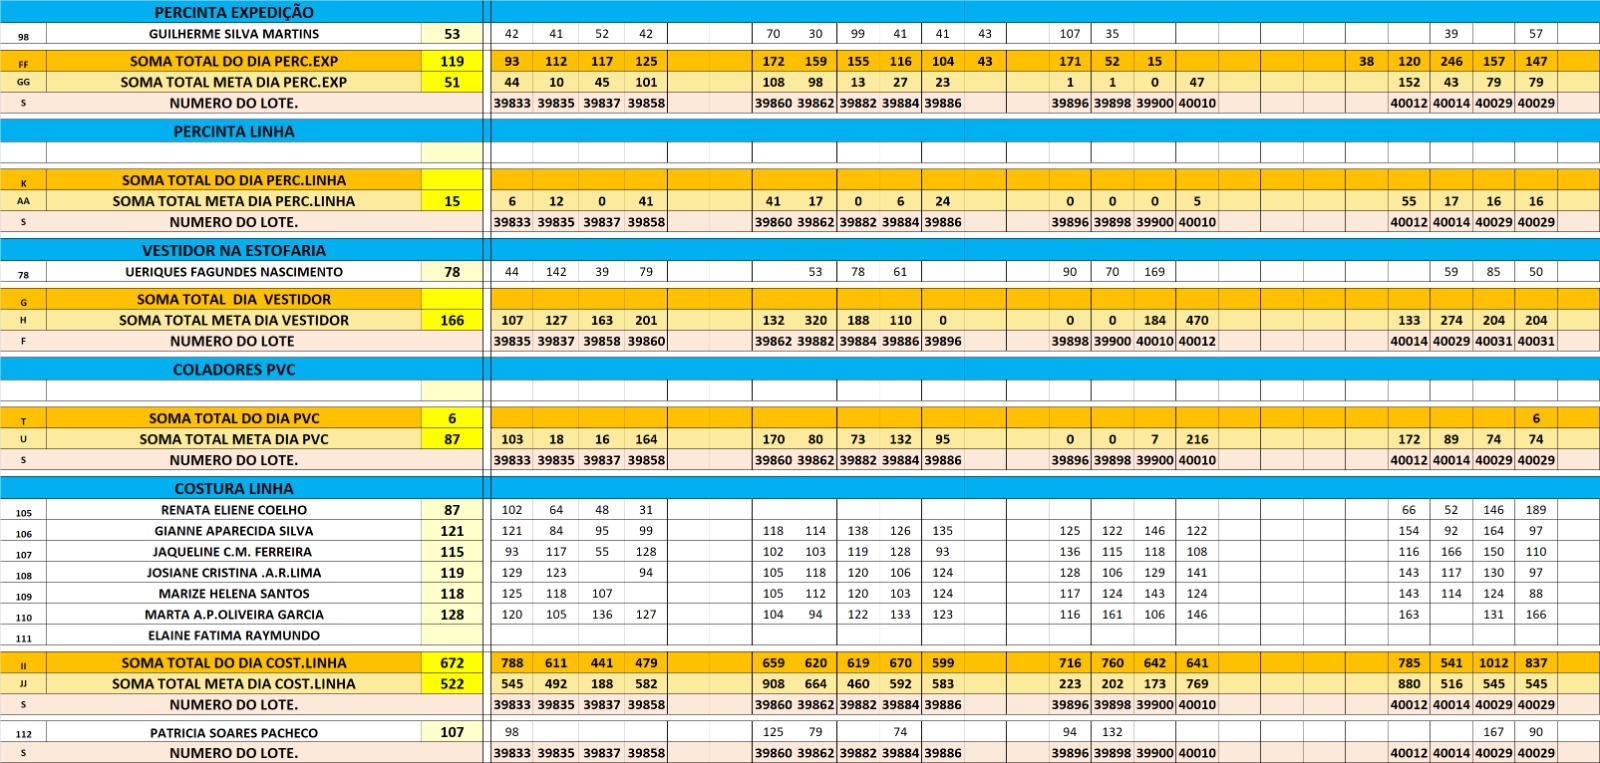 PERCINTA EXPEDIÇÃO
98 GUILHERME SILVA MARTINS 53 42 41 52 42 70 30 99 41 41 43 107 35 39 57
FF SOMA TOTAL DO DIA PERC.EXP 119 93 112 117 125 172 159 155 116 104 43 171 52 15 38 120 246 157 147
GG SOMA TOTAL META DIA PERC.EXP 51 44 10 45 101 108 98 13 27 23 1 1 0 47 152 43 79 79
S NUMERO DO LOTE. 39833 39835 39837 39858 39860 39862 39882 39884 39886 39896 39898 39900 40010 40012 40014 40029 40029
PERCINTA LINHA
K SOMA TOTAL DO DIA PERC.LINHA
AA SOMA TOTAL META DIA PERC.LINHA 15 6 12 0 41 41 17 0 6 24 0 0 0 5 55 17 16 16
S NUMERO DO LOTE. 39833 39835 39837 39858 39860 39862 39882 39884 39886 39896 39898 39900 40010 40012 40014 40029 40029
VESTIDOR NA ESTOFARIA
78 UERIQUES FAGUNDES NASCIMENTO 78 44 142 39 79 53 78 61 90 70 169 59 85 50
G SOMA TOTAL DIA VESTIDOR
H SOMA TOTAL META DIA VESTIDOR 166 107 127 163 201 132 320 188 110 0 0 0 184 470 133 274 204 204
F NUMERO DO LOTE 39835 39837 39858 39860 39862 39882 39884 39886 39896 39898 39900 40010 40012 40014 40029 40031 40031
COLADORES PVC
T SOMA TOTAL DO DIA PVC 6 6
U SOMA TOTAL META DIA PVC 87 103 18 16 164 170 80 73 132 95 0 0 7 216 172 89 74 74
S NUMERO DO LOTE. 39833 39835 39837 39858 39860 39862 39882 39884 39886 39896 39898 39900 40010 40012 40014 40029 40029
COSTURA LINHA
105 RENATA ELIENE COELHO 87 102 64 48 31 66 52 146 189
106 GIANNE APARECIDA SILVA 121 121 84 95 99 118 114 138 126 135 125 122 146 122 154 92 164 97
107 JAQUELINE C.M. FERREIRA 115 93 117 55 128 102 103 119 128 93 136 115 118 108 116 166 150 110
108 JOSIANE CRISTINA .A.R.LIMA 119 129 123 94 105 118 120 106 124 128 106 129 141 143 117 130 97
109 MARIZE HELENA SANTOS 118 125 118 107 105 112 120 103 124 117 124 143 124 143 114 124 88
110 MARTA A.P.OLIVEIRA GARCIA 128 120 105 136 127 104 94 122 133 123 116 161 106 146 163 131 166
111 ELAINE FATIMA RAYMUNDO
II SOMA TOTAL DO DIA COST.LINHA 672 788 611 441 479 659 620 619 670 599 716 760 642 641 785 541 1012 837
JJ SOMA TOTAL META DIA COST.LINHA 522 545 492 188 582 908 664 460 592 583 223 202 173 769 880 516 545 545
S NUMERO DO LOTE. 39833 39835 39837 39858 39860 39862 39882 39884 39886 39896 39898 39900 40010 40012 40014 40029 40029
112 PATRICIA SOARES PACHECO 107 98 125 79 74 94 132 167 90
S NUMERO DO LOTE. 39833 39835 39837 39858 39860 39862 39882 39884 39886 39896 39898 39900 40010 40012 40014 40029 40029